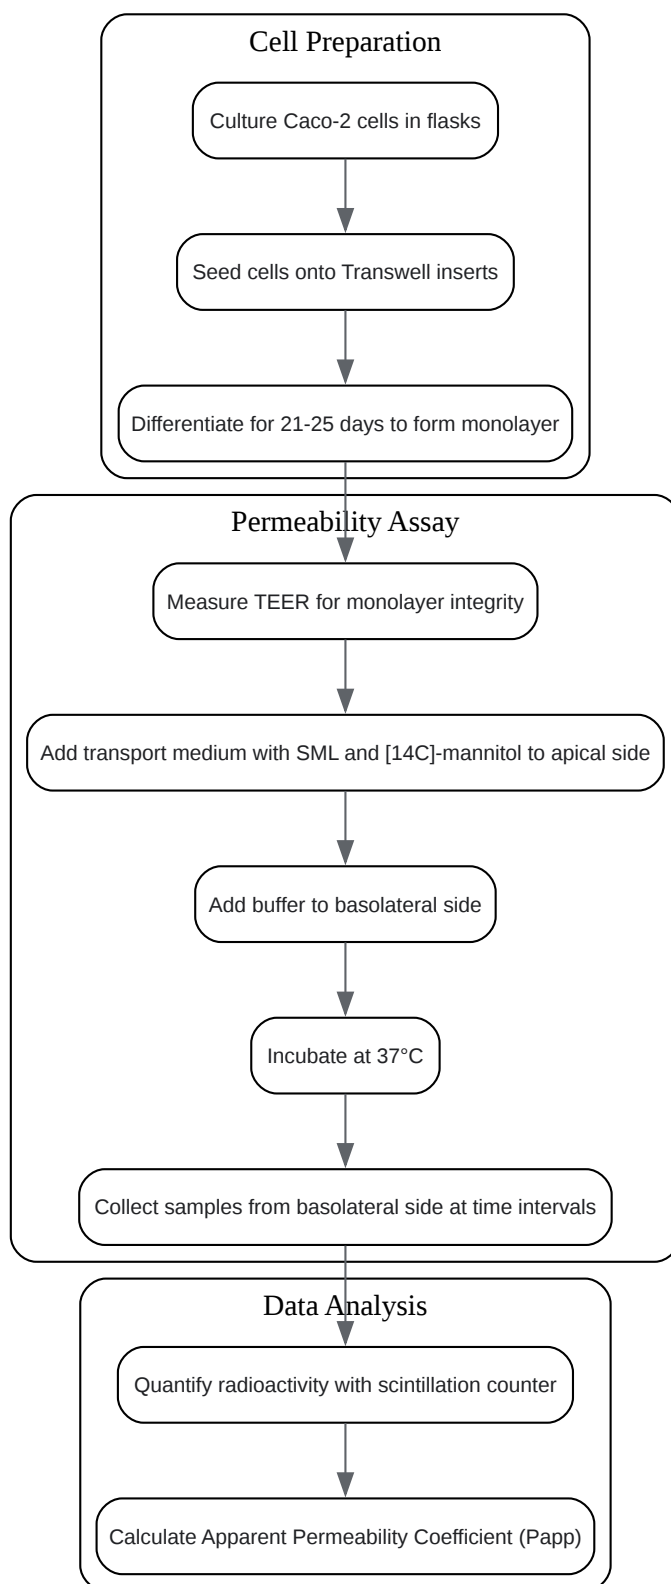 Cell Preparation
Culture Caco-2 cells in flasks
Seed cells onto Transwell inserts
Differentiate for 21-25 days to form monolayer
Permeability Assay
Measure TEER for monolayer integrity
Add transport medium with SML and [14C]-mannitol to apical side
Add buffer to basolateral side
Incubate at 37°C
Collect samples from basolateral side at time intervals
Data Analysis
Quantify radioactivity with scintillation counter
Calculate Apparent Permeability Coefficient (Papp)